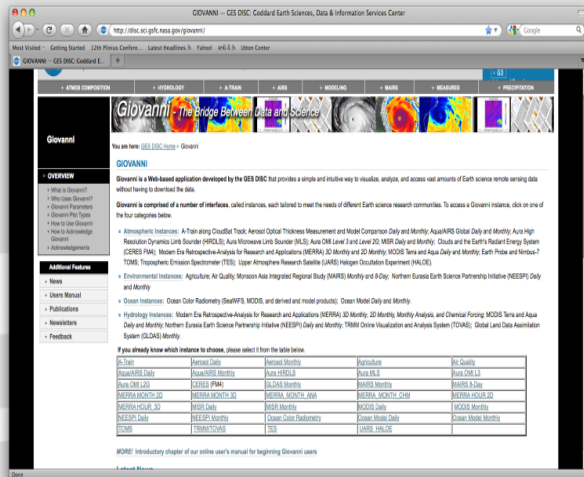 GIOVANNI — GES DISC: Goddard Earth Sciences, Data & Information Services Center
http://disc.sci.gsfc.nasa.gov/giovanni/
Google
Most Visited Getting Started 12th Plinius Confere... Latest Headlines Yahoo! Utton Center
GIOVANNI — GES DISC: Goddard E...
GO
+ ATMOS COMPOSITION + HYDROLOGY + A-TRAIN + AIRS + MODELING + MAIRS + MEASURES + PRECIPITATION
Giovanni - The Bridge Between Data and Science
Giovanni
You are here: GES DISC Home » Giovanni
GIOVANNI
OVERVIEW
+ What is Giovanni?
+ Who Uses Giovanni?
+ Giovanni Parameters
+ Giovanni Plot Types
+ How to Use Giovanni
+ How to Acknowledge Giovanni
+ Acknowledgements
Additional Features
+ News
+ Users Manual
+ Publications
+ Newsletters
+ Feedback
Giovanni is a Web-based application developed by the GES DISC that provides a simple and intuitive way to visualize, analyze, and access vast amounts of Earth science remote sensing data
without having to download the data.
Giovanni is comprised of a number of interfaces, called instances, each tailored to meet the needs of different Earth science research communities. To access a Giovanni instance, click on one of
the four categories below.
Atmospheric Instances: A-Train along CloudSat Track; Aerosol Optical Thickness Measurement and Model Comparison Daily and Monthly; Aqua/AIRS Global Daily and Monthly; Aura High
Resolution Dynamics Limb Sounder (HIRDLS); Aura Microwave Limb Sounder (MLS); Aura OMI Level 3 and Level 2G; MISR Daily and Monthly; Clouds and the Earth's Radiant Energy System
(CERES FM4); Modern Era Retrospective-Analysis for Research and Applications (MERRA) 3D Monthly and 2D Monthly; MODIS Terra and Aqua Daily and Monthly; Earth Probe and Nimbus-7
TOMS; Tropospheric Emission Spectrometer (TES); Upper Atmosphere Research Satellite (UARS) Halogen Occultation Experiment (HALOE).
Environmental Instances: Agriculture; Air Quality; Monsoon Asia Integrated Regional Study (MAIRS) Monthly and 8-Day; Northern Eurasia Earth Science Partnership Initiative (NEESPI) Daily
and Monthly
Ocean Instances: Ocean Color Radiometry (SeaWiFS, MODIS, and derived and model products); Ocean Model Daily and Monthly.
Hydrology Instances: Modern Era Retrospective-Analysis for Research and Applications (MERRA) 3D Monthly, 2D Monthly, Monthly Analysis, and Chemical Forcing; MODIS Terra and Aqua
Daily and Monthly; Northern Eurasia Earth Science Partnership Initiative (NEESPI) Daily and Monthly; TRMM Online Visualization and Analysis System (TOVAS); Global Land Data Assimilation
System (GLDAS) Monthly.
If you already know which instance to choose, please select it from the table below.
A-Train Aerosol Daily Aerosol Monthly Agriculture Air Quality
Aqua/AIRS Daily Aqua/AIRS Monthly Aura HIRDLS Aura MLS Aura OMI L3
Aura OMI L2G CERES (FM4) GLDAS Monthly MAIRS Monthly MAIRS 8-Day
MERRA MONTH 2D MERRA MONTH 3D MERRA_MONTH_ANA MERRA_MONTH_CHM MERRA HOUR 2D
MERRA HOUR_3D MISR Daily MISR Monthly MODIS Daily MODIS Monthly
NEESPI Daily NEESPI Monthly Ocean Color Radiometry Ocean Model Daily Ocean Model Monthly
TOMS TRMM/TOVAS TES UARS_HALOE
MORE! Introductory chapter of our online user's manual for beginning Giovanni users
Latest News
Done